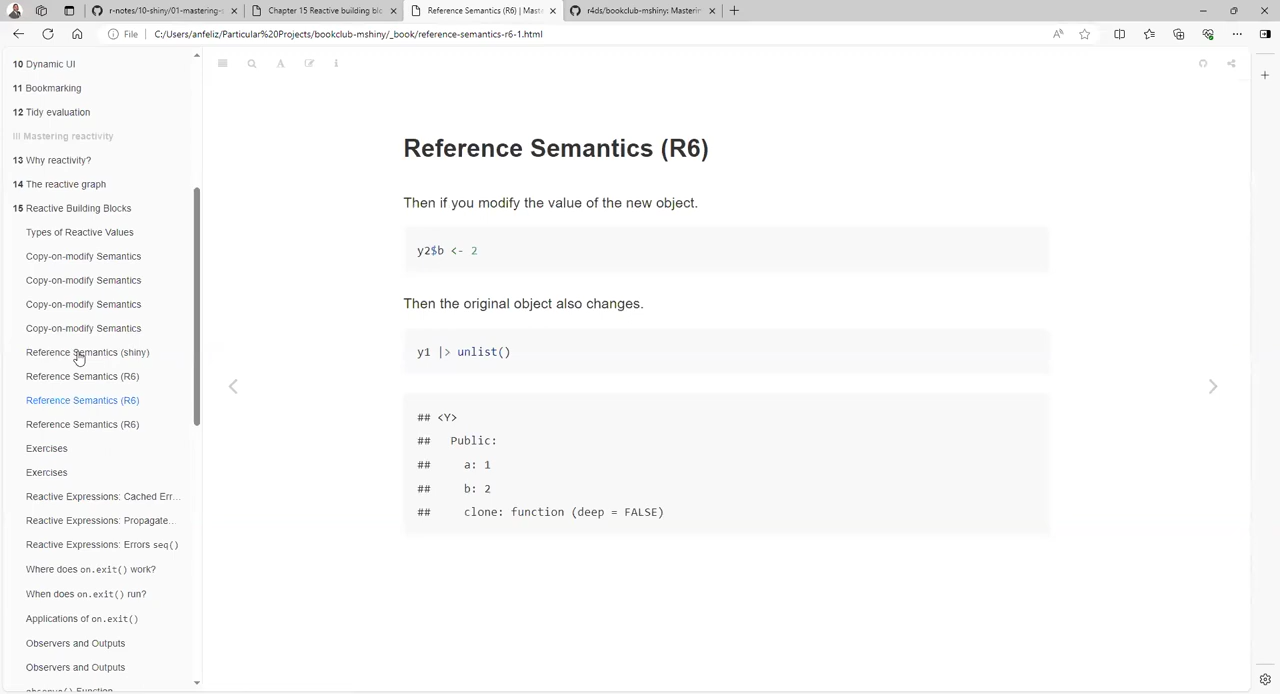 r-notes/10-shiny/01-mastering-s
Chapter 15 Reactive building blo
Reference Semantics (R6) | Maste
r4ds/bookclub-mshiny: Masterin
File
C:/Users/anfeliz/Particular%20Projects/bookclub-mshiny/_book/reference-semantics-r6-1.html
10 Dynamic UI
11 Bookmarking
12 Tidy evaluation
III Mastering reactivity
13 Why reactivity?
14 The reactive graph
15 Reactive Building Blocks
Types of Reactive Values
Copy-on-modify Semantics
Copy-on-modify Semantics
Copy-on-modify Semantics
Copy-on-modify Semantics
Reference Semantics (shiny)
Reference Semantics (R6)
Reference Semantics (R6)
Reference Semantics (R6)
Exercises
Exercises
Reactive Expressions: Cached Err...
Reactive Expressions: Propagate...
Reactive Expressions: Errors seq()
Where does on.exit() work?
When does on.exit() run?
Applications of on.exit()
Observers and Outputs
Observers and Outputs
observe() Function
Reference Semantics (R6)
Then if you modify the value of the new object.
y2$b <- 2
Then the original object also changes.
y1 |> unlist()
## <Y>
##   Public:
##     a: 1
##     b: 2
##     clone: function (deep = FALSE)